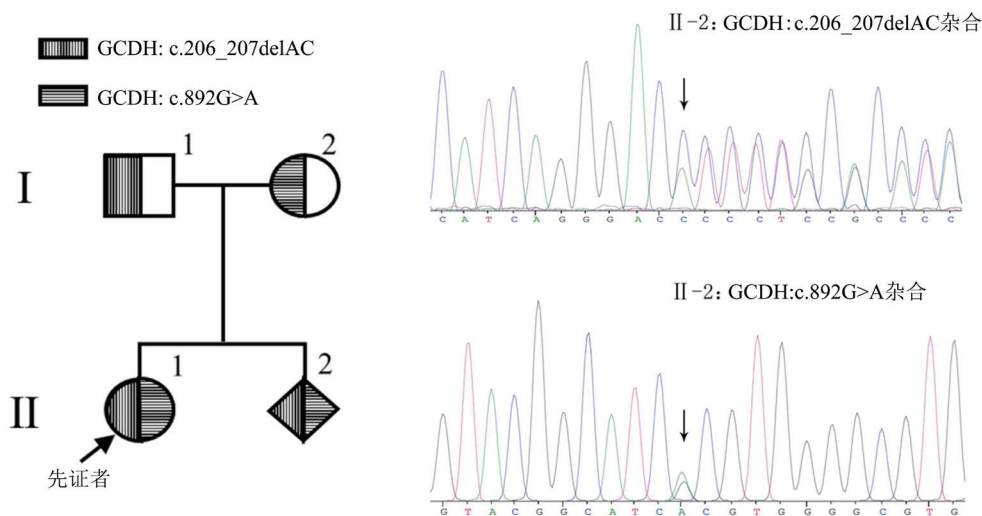 GCDH: c.206_207delAC
GCDH: c.892G>A
I
1
2
II
1
2
先证者
Ⅱ-2: GCDH:c.206_207delAC杂合
C A T C A G G G A C C C C C T C C G C C C C
Ⅱ-2: GCDH:c.892G>A杂合
G T A C G G C A T C A C G T G G G G C G T G